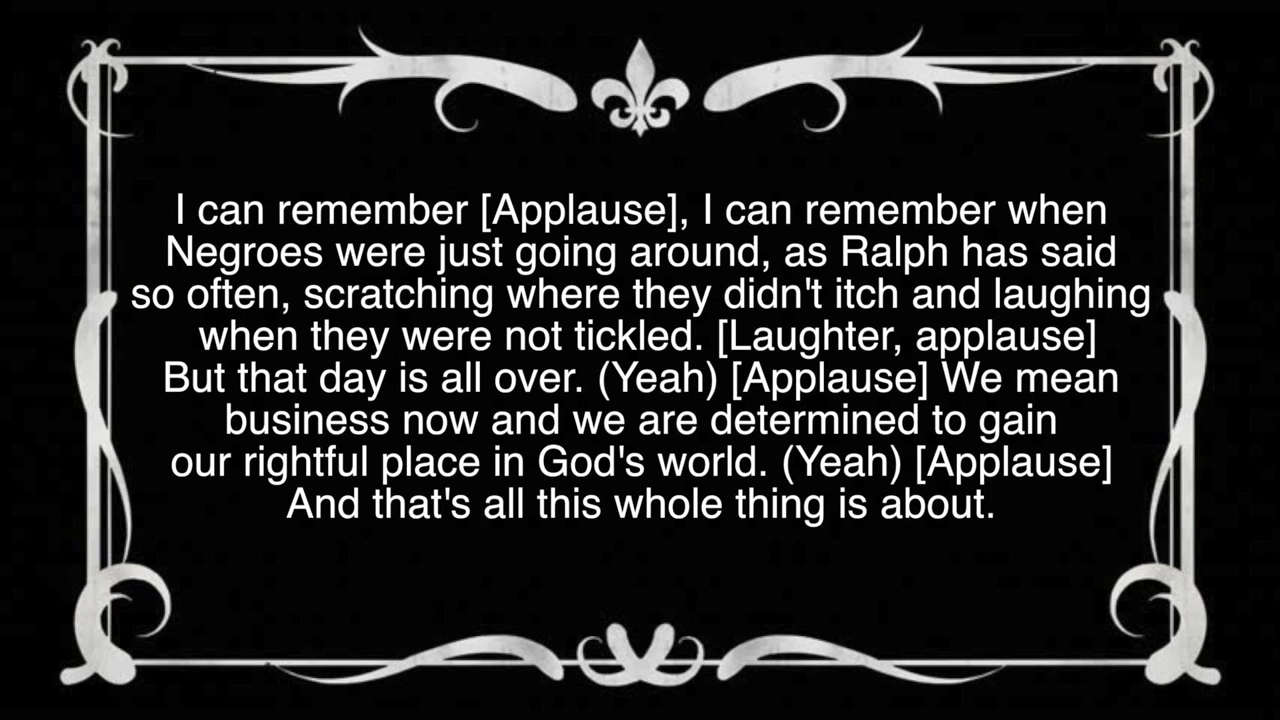 I can remember [Applause], I can remember when
Negroes were just going around, as Ralph has said
so often, scratching where they didn't itch and laughing
when they were not tickled. [Laughter, applause]
But that day is all over. (Yeah) [Applause] We mean
business now and we are determined to gain
our rightful place in God's world. (Yeah) [Applause]
And that's all this whole thing is about.